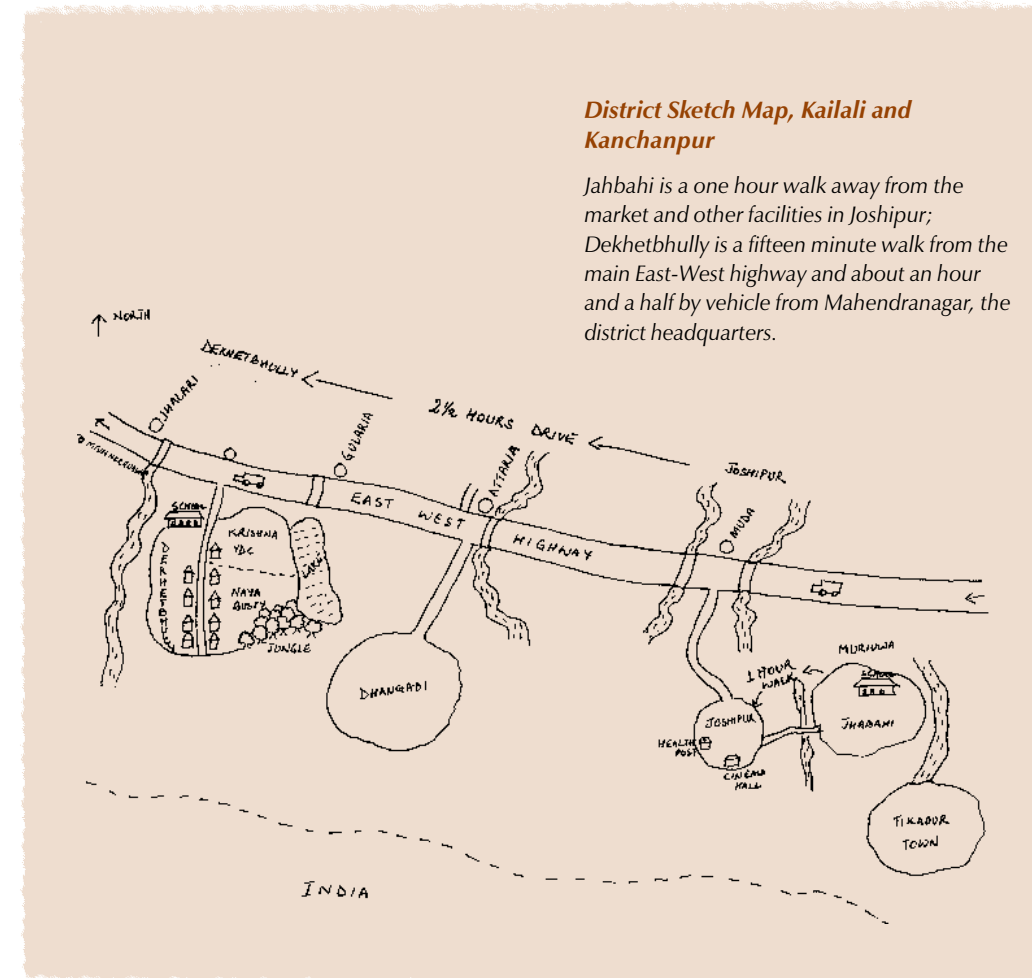 District Sketch Map, Kailali and
Kanchanpur
Jahbahi is a one hour walk away from the
market and other facilities in Joshipur;
Dekhetbhully is a fifteen minute walk from the
main East-West highway and about an hour
and a half by vehicle from Mahendranagar, the
district headquarters.
NORTH
DEKHETBHULLY
2½ HOURS DRIVE
JOSHIPUR
JHALARI
GULARIA
ATTARIA
MUDA
EAST WEST HIGHWAY
SCHOOL
KRISHNA
YDC
LAKE
NAYA
BUSTY
JUNGLE
DHANGADI
MURIUWA
1 HOUR
WALK
SCHOOL
JOSHIPUR
JHABAHI
HEALTH
POST
CINEMA
HALL
TIKAPUR
TOWN
INDIA